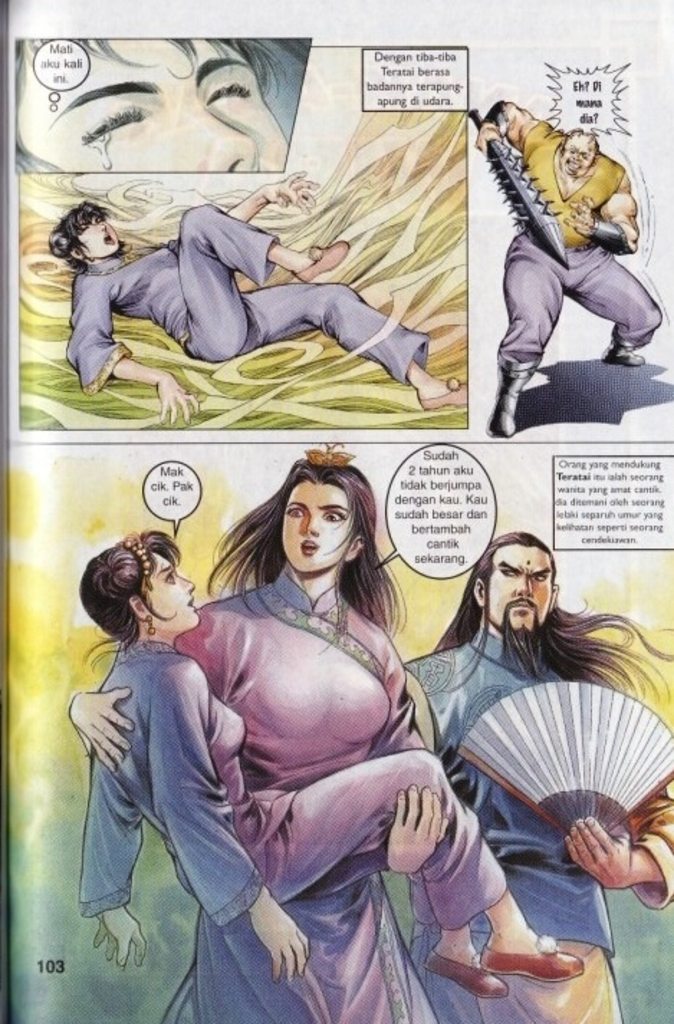 Mati
aku kali
ini.
Dengan tiba-tiba
Teratai berasa
badannya terapung-
apung di udara.
Eh? Di
mana
dia?
Mak
cik. Pak
cik.
Sudah
2 tahun aku
tidak berjumpa
dengan kau. Kau
sudah besar dan
bertambah
cantik
sekarang.
Orang yang mendukung
Teratai itu ialah seorang
wanita yang amat cantik.
dia ditemani oleh seorang
lelaki separuh umur yang
kelihatan seperti seorang
cendekiawan.
103